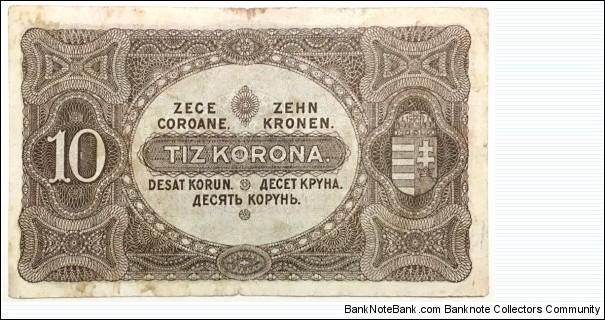 ZECE ZEHN
COROANE. KRONEN.
10 TIZ KORONA.
DESAT KORUN. ДЕСЕТ КРУНА.
ДЕСЯТЬ КОРУНЬ.
BankNoteBank.com - Banknote Collectors Community